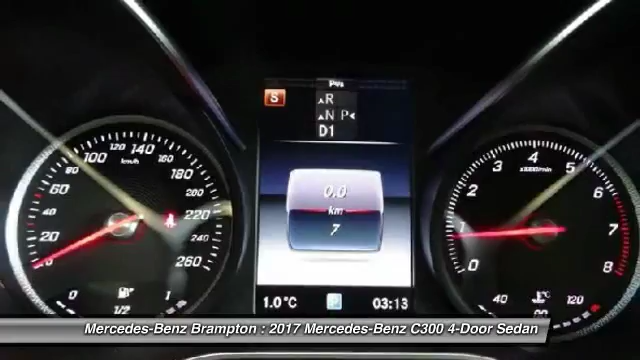 S
R
N P
D1
0.0
km
7
1.0°C P 03:13
0 20 40 60 80 100 120 140 160 180 200 220 240 260
km/h
0 1/2 1
1 2 3 4 5 6 7 8
x1000/min
40 °C 120
Mercedes-Benz Brampton : 2017 Mercedes-Benz C300 4-Door Sedan